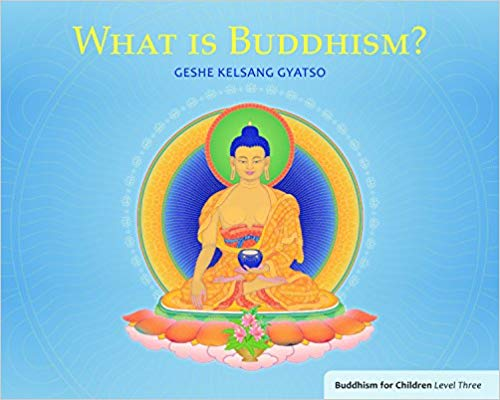 WHAT IS BUDDHISM?
GESHE KELSANG GYATSO
Buddhism for Children Level Three